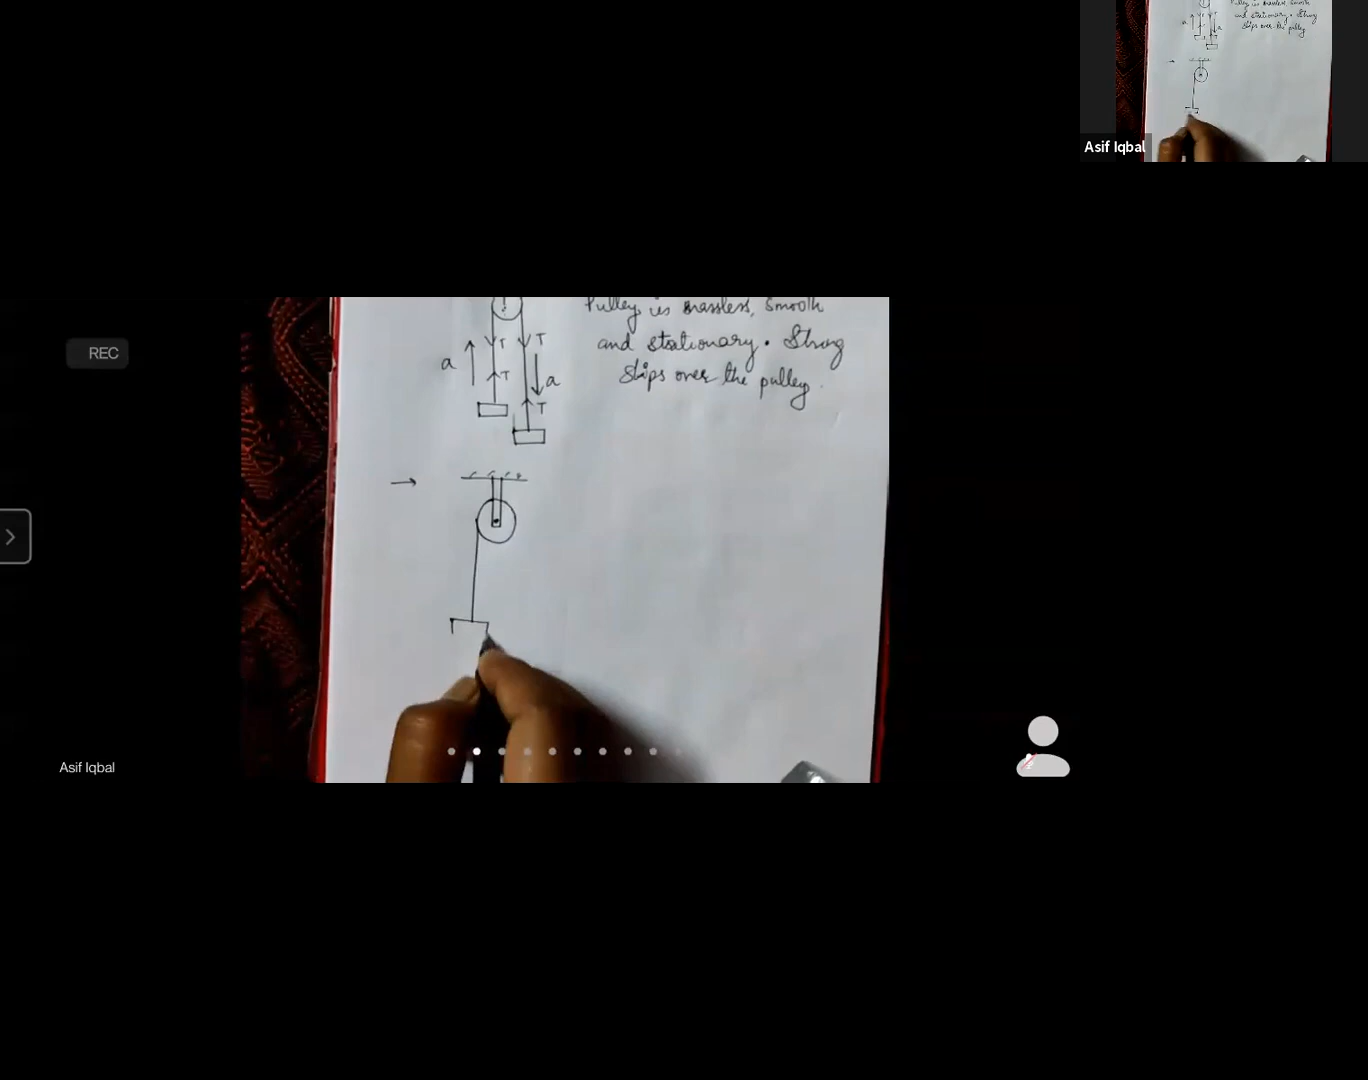 Asif Iqbal
REC
Pulley is massless, smooth
and stationary. String
slips over the pulley.
a
T
T
T
a
T
Asif Iqbal